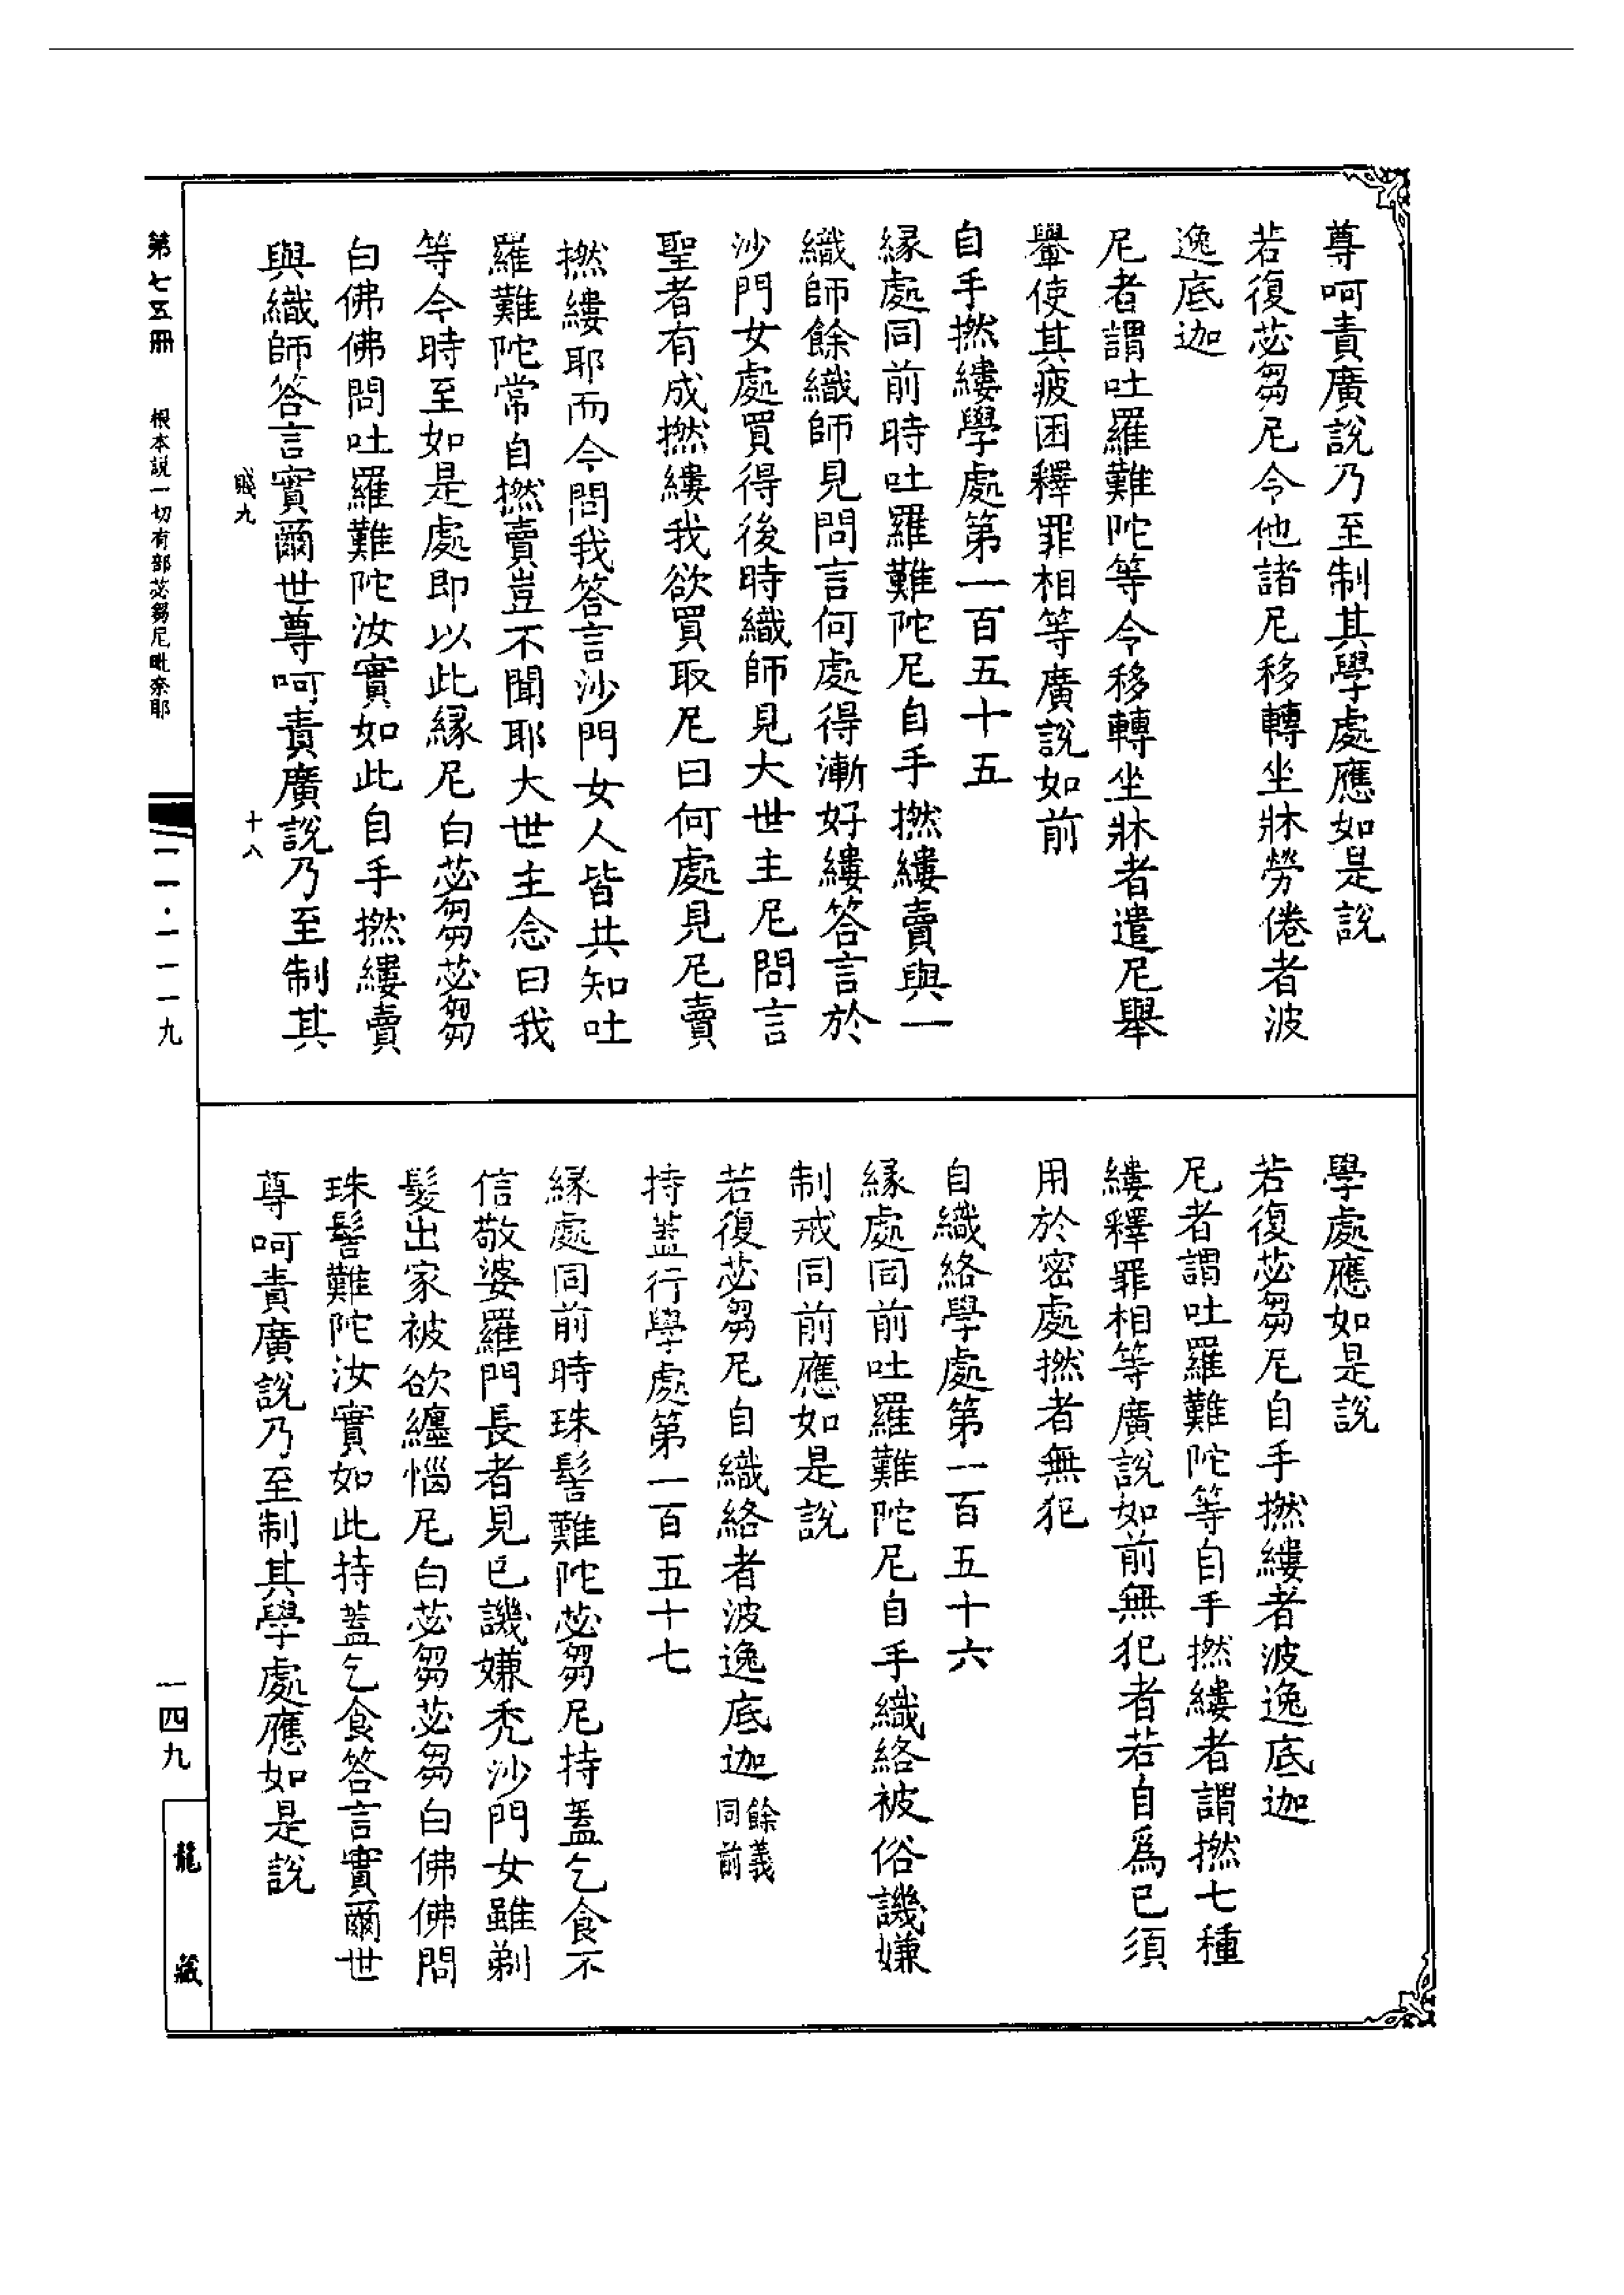 尊呵責廣說乃至制其學處應如是說
若復苾芻尼令他諸尼移轉坐牀勞倦者波
逸底迦
尼者謂吐羅難陀等令移轉坐牀者遣尼舉
轝使其疲困釋罪相等廣說如前
自手撚縷學處第一百五十五
緣處同前時吐羅難陀尼自手撚縷賣與一
織師餘織師見問言何處得漸好縷答言於
沙門女處買得後時織師見大世主尼問言
聖者有成撚縷我欲買取尼曰何處見尼賣
撚縷耶而今問我答言沙門女人皆共知吐
羅難陀常自撚賣豈不聞耶大世主念曰我
等今時至如是處即以此緣尼白苾芻苾芻
白佛佛問吐羅難陀汝實如此自手撚縷賣
與織師答言實爾世尊呵責廣說乃至制其
賤九 十八
學處應如是說
若復苾芻尼自手撚縷者波逸底迦
尼者謂吐羅難陀等自手撚縷者謂撚七種
縷釋罪相等廣說如前無犯者若自爲已須
用於密處撚者無犯
自織絡學處第一百五十六
緣處同前吐羅難陀尼自手織絡被俗譏嫌
制戒同前應如是說
若復苾芻尼自織絡者波逸底迦餘義同前
持蓋行學處第一百五十七
緣處同前時珠髻難陀苾芻尼持蓋乞食不
信敬婆羅門長者見已譏嫌禿沙門女雖剃
髮出家被欲纏惱尼白苾芻苾芻白佛佛問
珠髻難陀汝實如此持蓋乞食答言實爾世
尊呵責廣說乃至制其學處應如是說
第七五冊 根本說一切有部苾芻尼毗奈耶
二一·一一一九
一四九
龍藏